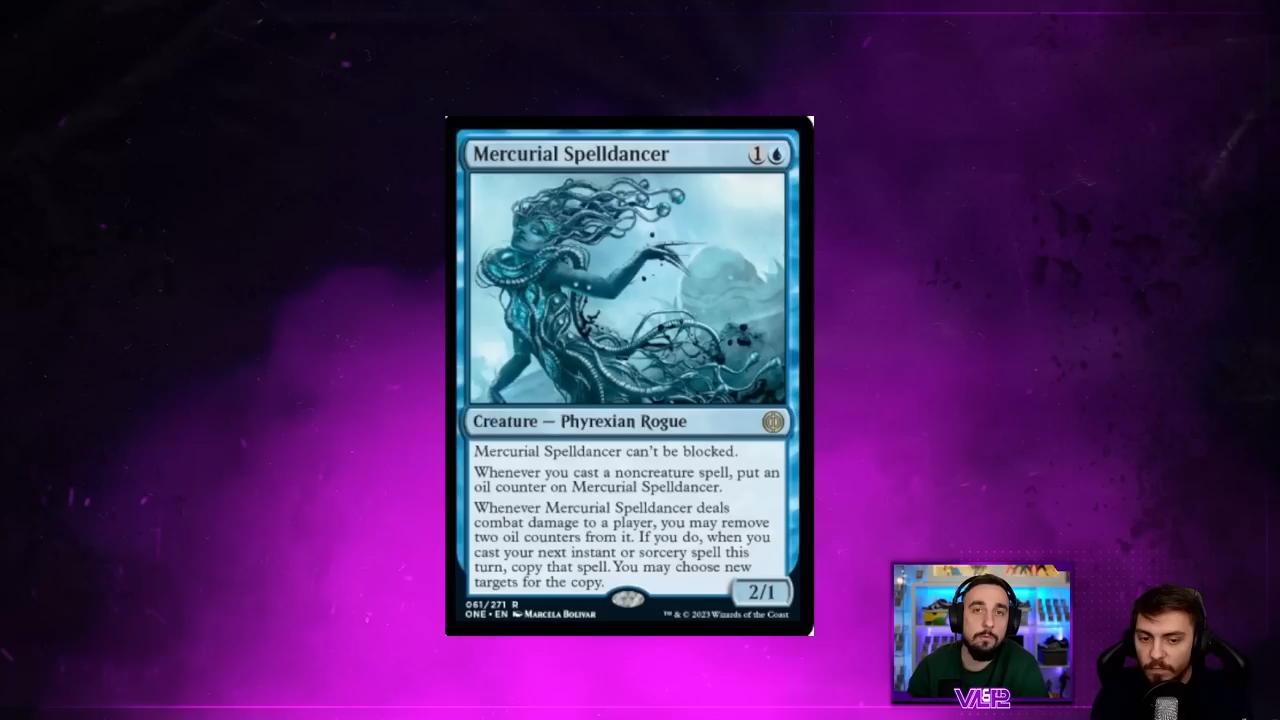 Mercurial Spelldancer 1
Creature — Phyrexian Rogue
Mercurial Spelldancer can't be blocked.
Whenever you cast a noncreature spell, put an
oil counter on Mercurial Spelldancer.
Whenever Mercurial Spelldancer deals
combat damage to a player, you may remove
two oil counters from it. If you do, when you
cast your next instant or sorcery spell this
turn, copy that spell. You may choose new
targets for the copy.
2/1
061/271 R
ONE • EN Marcela Bolivar
™ & © 2023 Wizards of the Coast